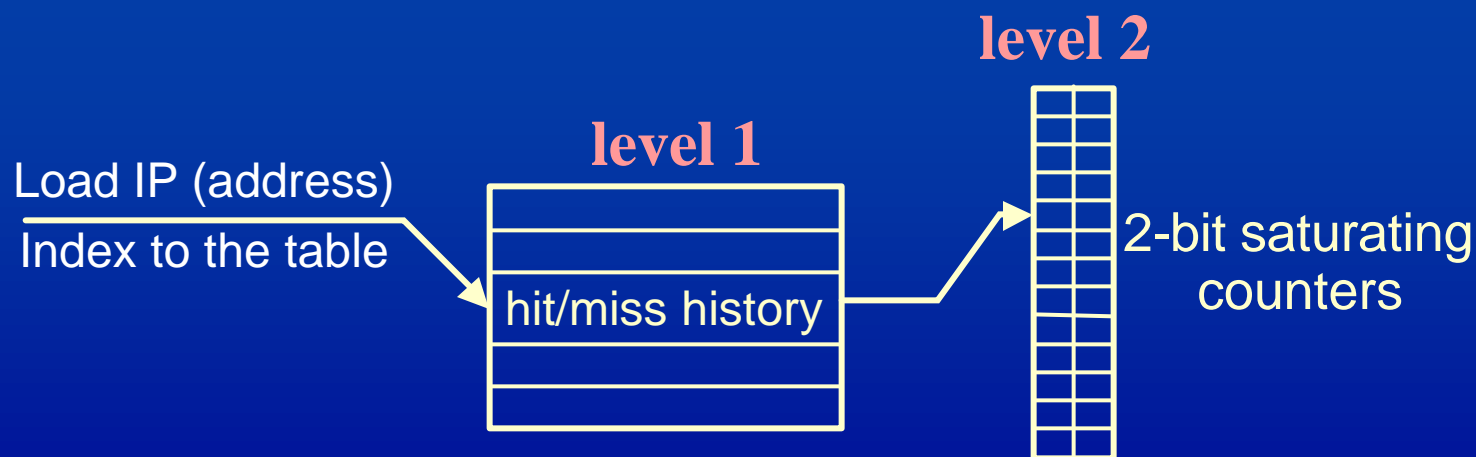 level 2
level 1
Load IP (address)
Index to the table
hit/miss history
2-bit saturating
counters